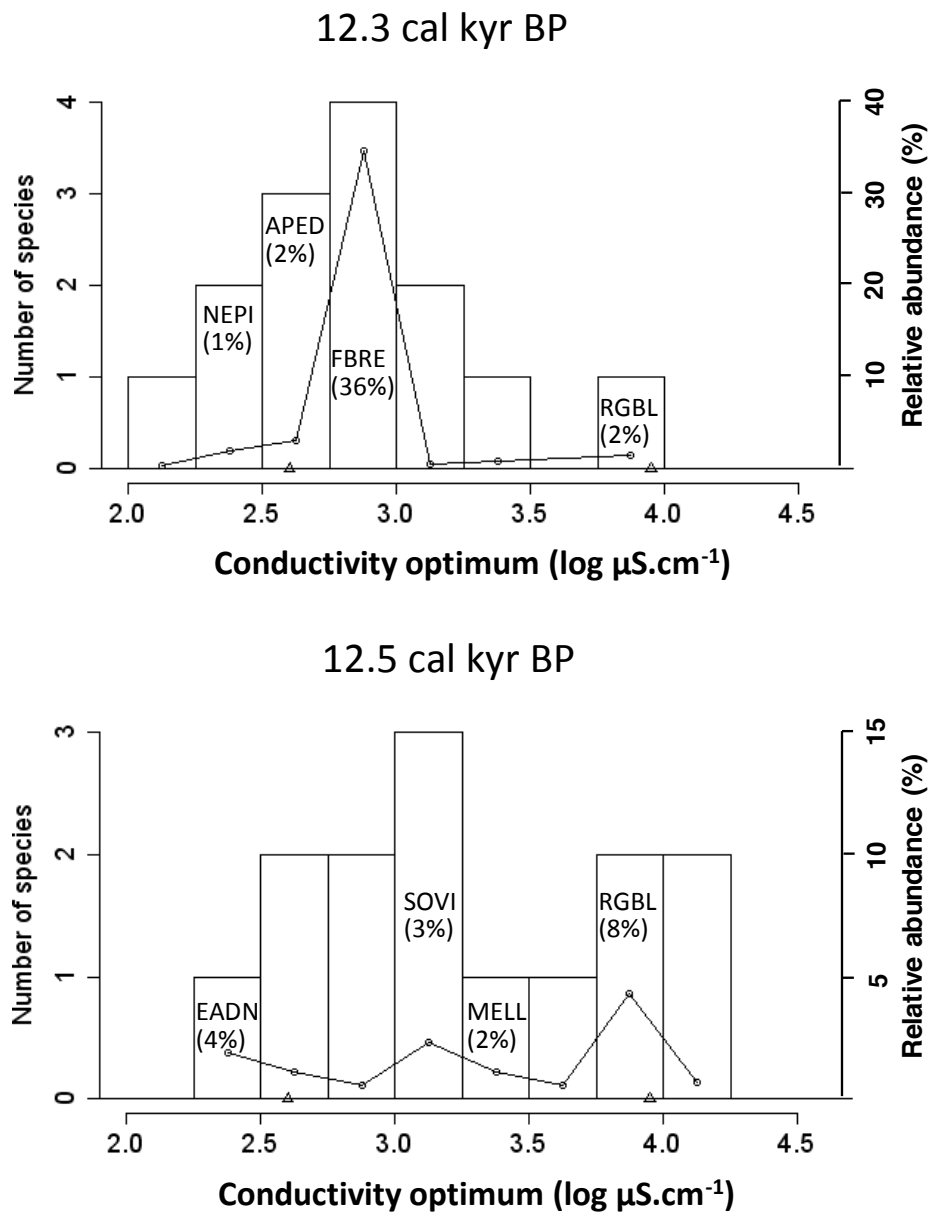 12.3 cal kyr BP
Number of species
4
3
2
1
0
NEPI
(1%)
APED
(2%)
FBRE
(36%)
RGBL
(2%)
40
30
20
10
Relative abundance (%)
2.0 2.5 3.0 3.5 4.0 4.5
Conductivity optimum (log µS.cm-1)
12.5 cal kyr BP
Number of species
3
2
1
0
EADN
(4%)
SOVI
(3%)
MELL
(2%)
RGBL
(8%)
15
10
5
Relative abundance (%)
2.0 2.5 3.0 3.5 4.0 4.5
Conductivity optimum (log µS.cm-1)